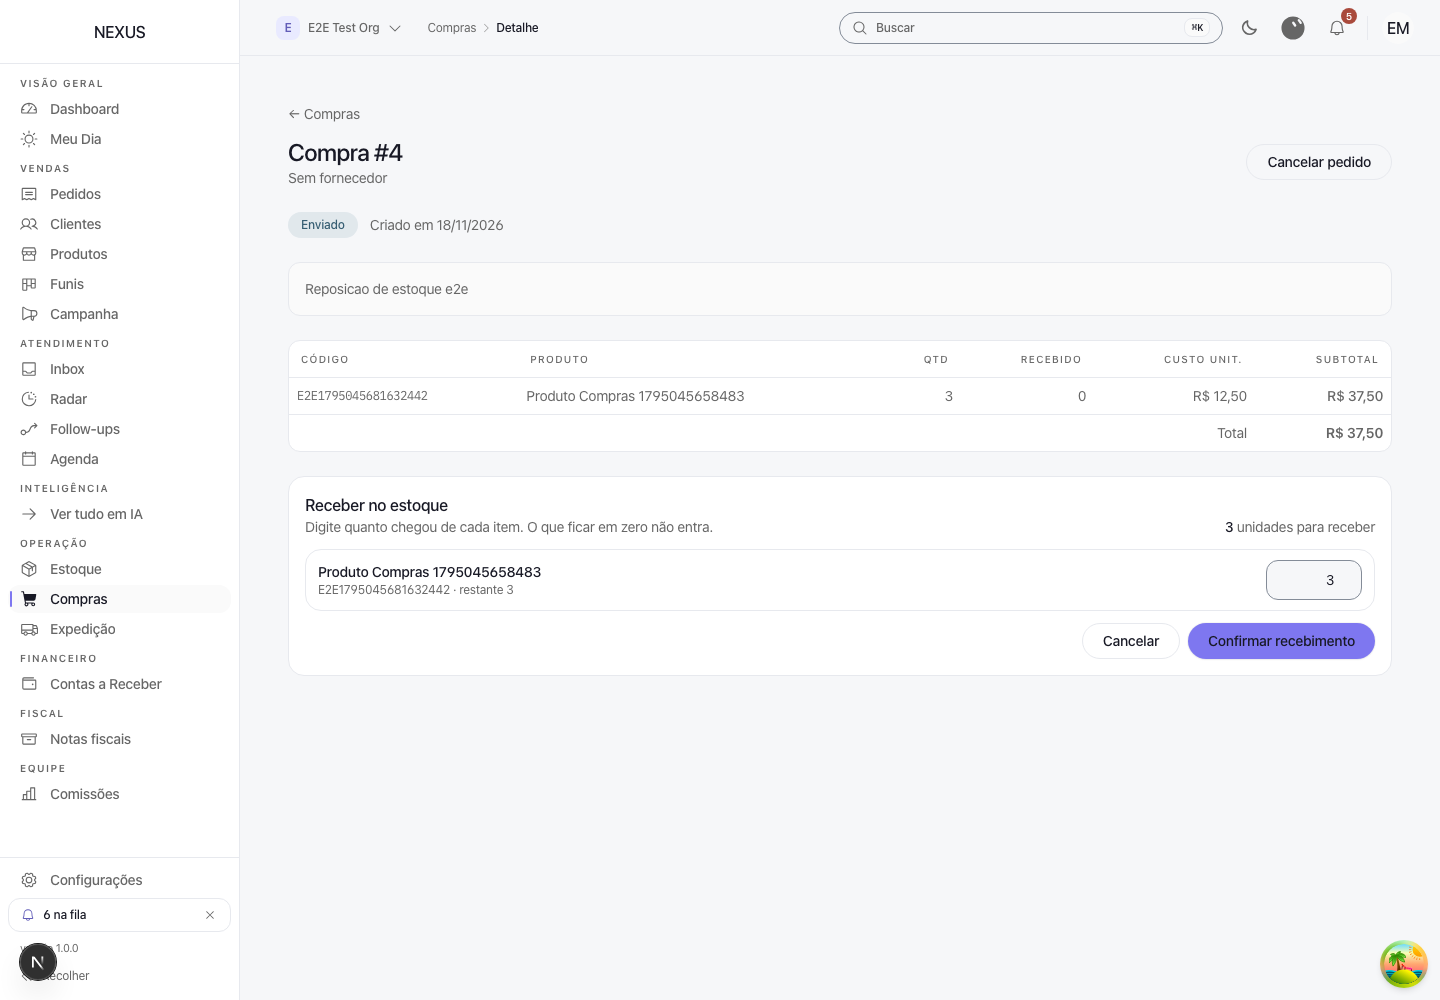 NEXUS
VISÃO GERAL
Dashboard
Meu Dia
VENDAS
Pedidos
Clientes
Produtos
Funis
Campanha
ATENDIMENTO
Inbox
Radar
Follow-ups
Agenda
INTELIGÊNCIA
Ver tudo em IA
OPERAÇÃO
Estoque
Compras
Expedição
FINANCEIRO
Contas a Receber
FISCAL
Notas fiscais
EQUIPE
Comissões
Configurações
6 na fila
1.0.0
E E2E Test Org Compras Detalhe
Buscar ⌘K
5
EM
← Compras
Compra #4
Sem fornecedor
Cancelar pedido
Enviado Criado em 18/11/2026
Reposicao de estoque e2e
CÓDIGO PRODUTO QTD RECEBIDO CUSTO UNIT. SUBTOTAL
E2E1795045681632442 Produto Compras 1795045658483 3 0 R$ 12,50 R$ 37,50
Total R$ 37,50
Receber no estoque
Digite quanto chegou de cada item. O que ficar em zero não entra.
3 unidades para receber
Produto Compras 1795045658483
E2E1795045681632442 · restante 3
3
Cancelar Confirmar recebimento
N